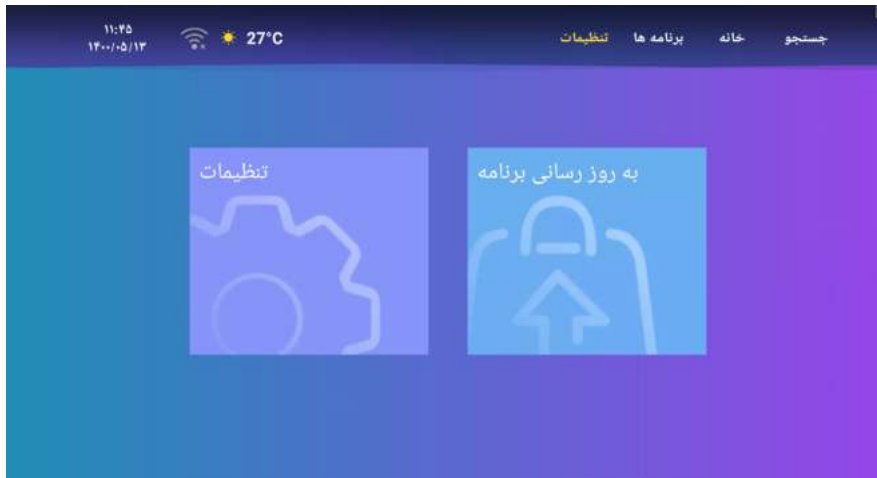 جستجو
خانه
برنامه ها
تنظیمات
27°C
۱۱:۴۵
۱۴۰۰/۰۵/۱۳
به روز رسانی برنامه
تنظیمات